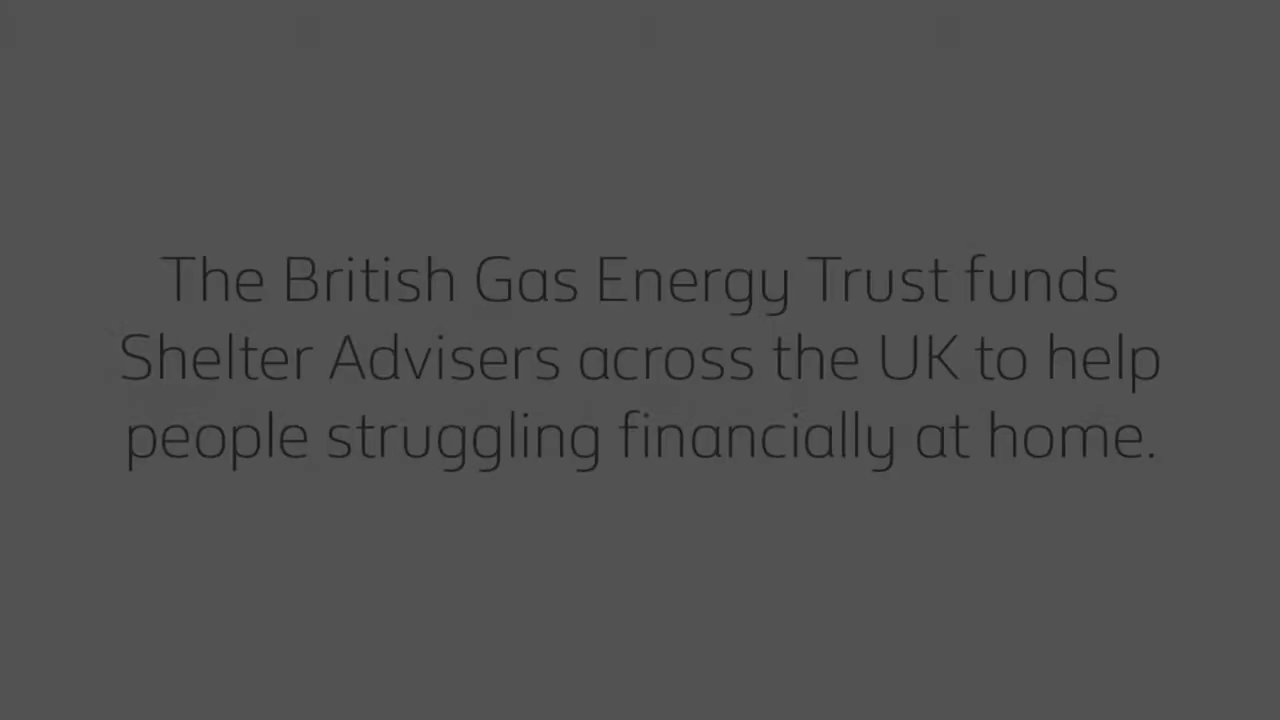 The British Gas Energy Trust funds
Shelter Advisers across the UK to help
people struggling financially at home.